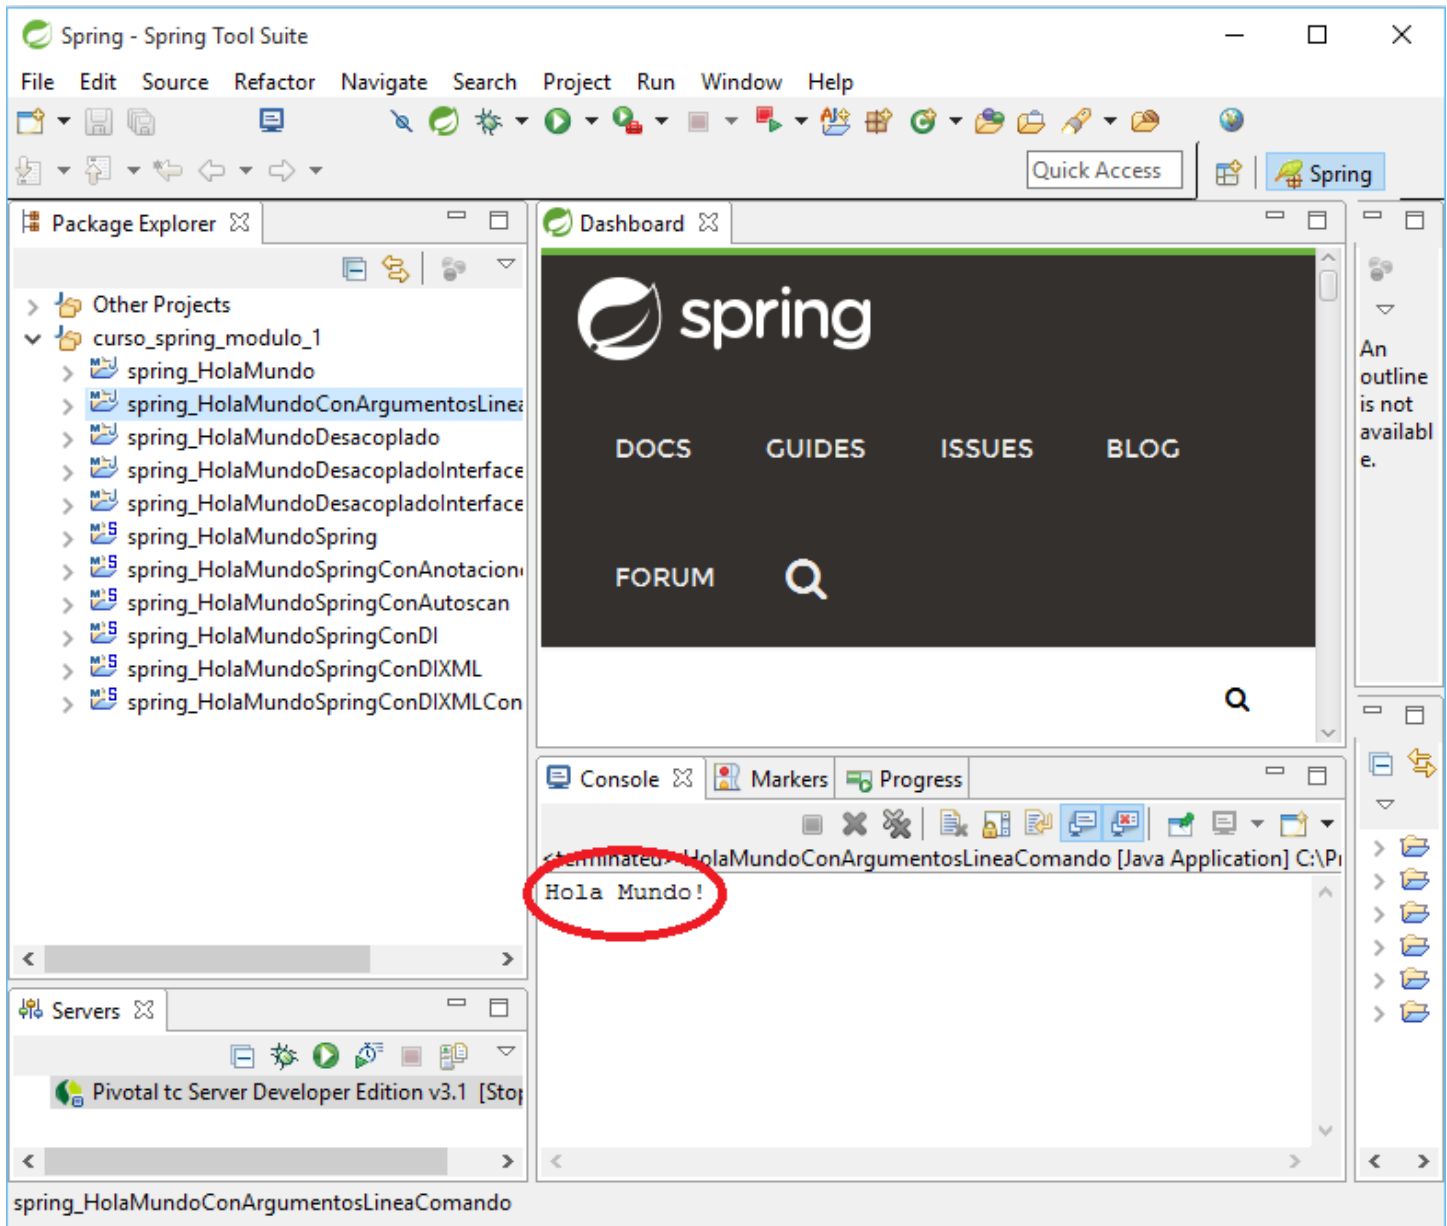 Spring - Spring Tool Suite
File Edit Source Refactor Navigate Search Project Run Window Help
Quick Access
Spring
Package Explorer
Other Projects
curso_spring_modulo_1
spring_HolaMundo
spring_HolaMundoConArgumentosLinea
spring_HolaMundoDesacoplado
spring_HolaMundoDesacopladoInterface
spring_HolaMundoDesacopladoInterface
spring_HolaMundoSpring
spring_HolaMundoSpringConAnotacion
spring_HolaMundoSpringConAutoscan
spring_HolaMundoSpringConDI
spring_HolaMundoSpringConDIXML
spring_HolaMundoSpringConDIXMLCon
Servers
Pivotal tc Server Developer Edition v3.1 [Stop
Dashboard
spring
DOCS GUIDES ISSUES BLOG
FORUM
An
outline
is not
availabl
e.
Console Markers Progress
<terminated> HolaMundoConArgumentosLineaComando [Java Application] C:\Pr
Hola Mundo!
spring_HolaMundoConArgumentosLineaComando